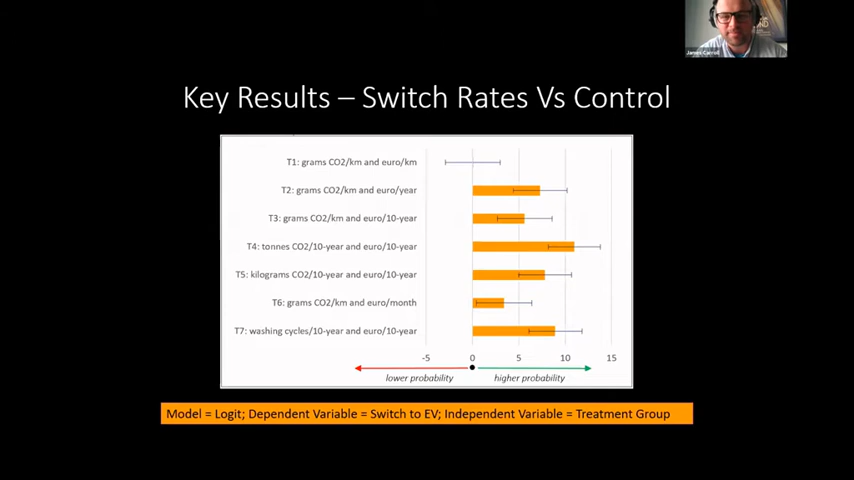 James Carroll
Key Results – Switch Rates Vs Control
T1: grams CO2/km and euro/km
T2: grams CO2/km and euro/year
T3: grams CO2/km and euro/10-year
T4: tonnes CO2/10-year and euro/10-year
T5: kilograms CO2/10-year and euro/10-year
T6: grams CO2/km and euro/month
T7: washing cycles/10-year and euro/10-year
-5 0 5 10 15
lower probability higher probability
Model = Logit; Dependent Variable = Switch to EV; Independent Variable = Treatment Group